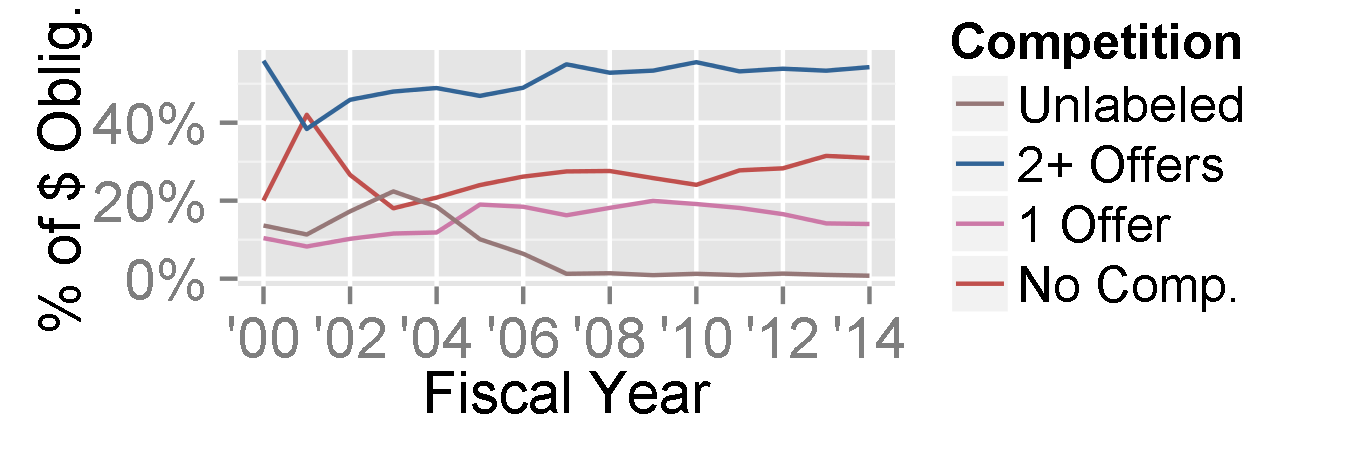 % of $ Oblig.
40%
20%
0%
'00 '02 '04 '06 '08 '10 '12 '14
Fiscal Year
Competition
Unlabeled
2+ Offers
1 Offer
No Comp.